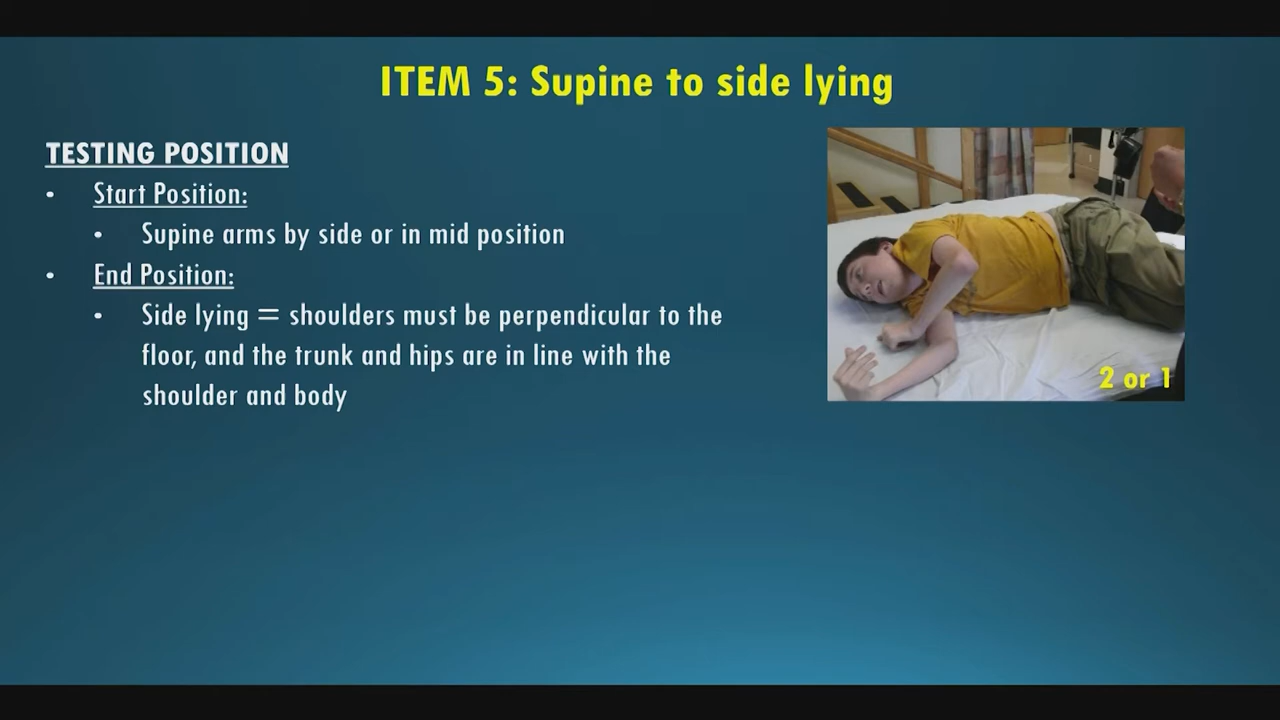 ITEM 5: Supine to side lying
TESTING POSITION
• Start Position:
• Supine arms by side or in mid position
• End Position:
• Side lying = shoulders must be perpendicular to the
floor, and the trunk and hips are in line with the
shoulder and body
2 or 1